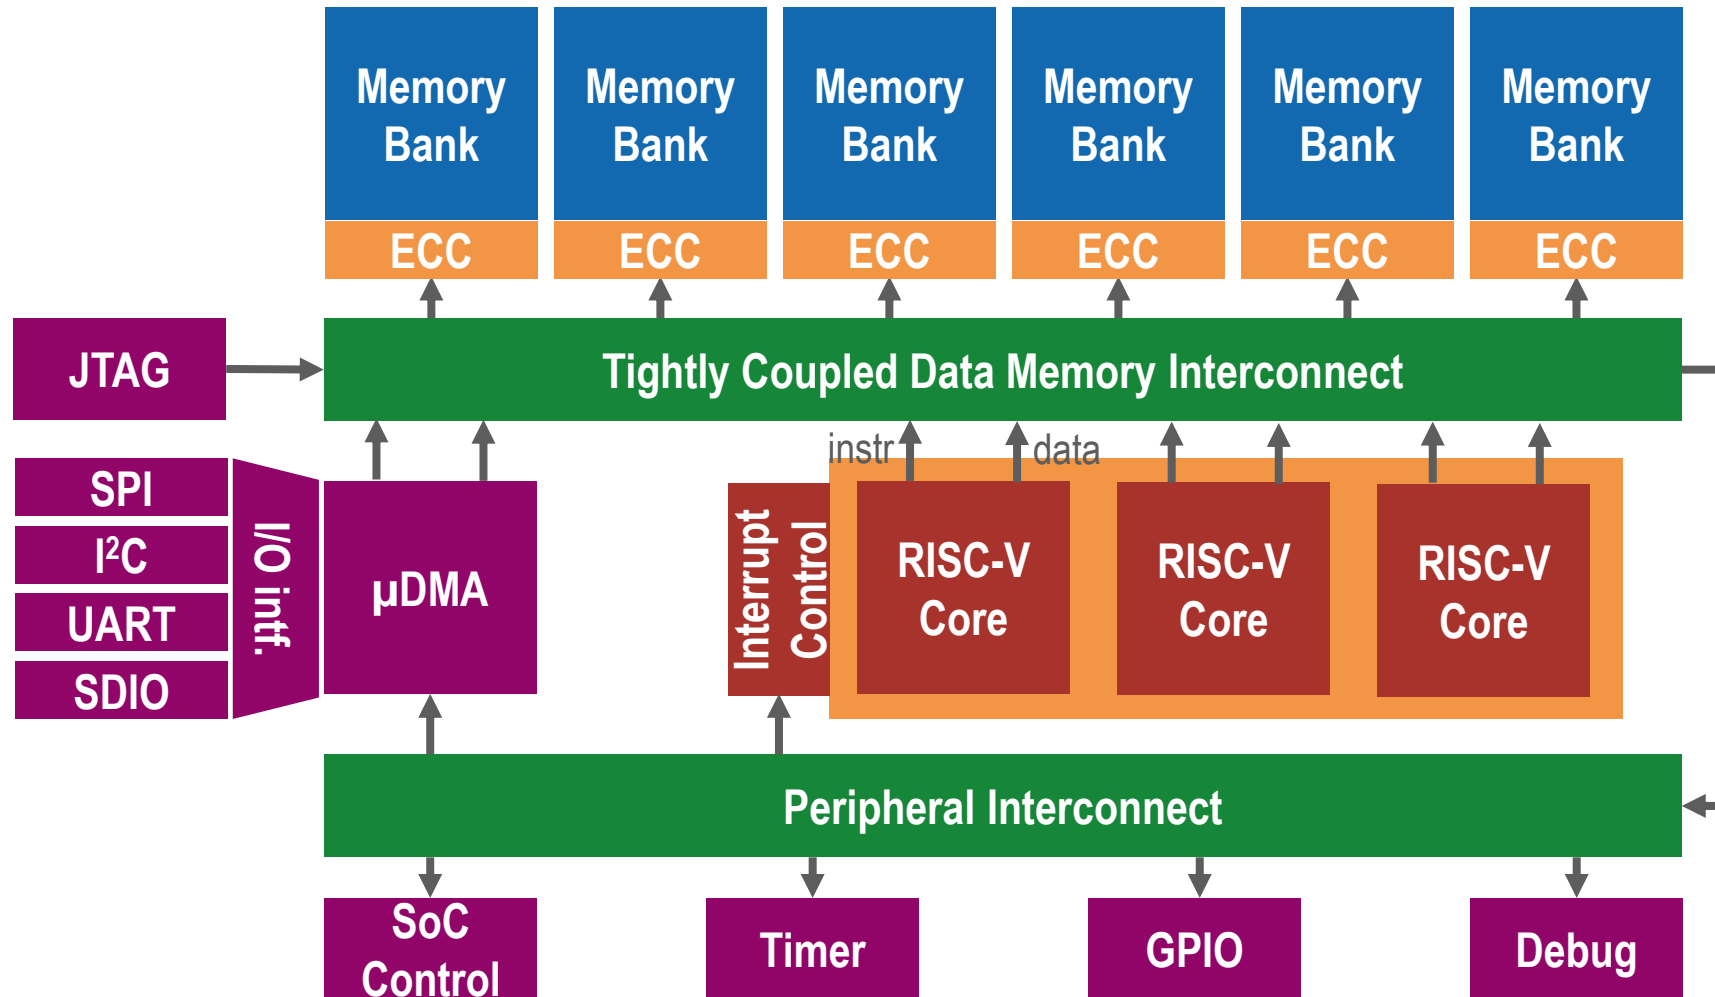 Memory
Bank
Memory
Bank
Memory
Bank
Memory
Bank
Memory
Bank
Memory
Bank
ECC
ECC
ECC
ECC
ECC
ECC
JTAG
Tightly Coupled Data Memory Interconnect
instr
data
SPI
I²C
UART
SDIO
I/O intf.
µDMA
Interrupt
Control
RISC-V
Core
RISC-V
Core
RISC-V
Core
Peripheral Interconnect
SoC
Control
Timer
GPIO
Debug